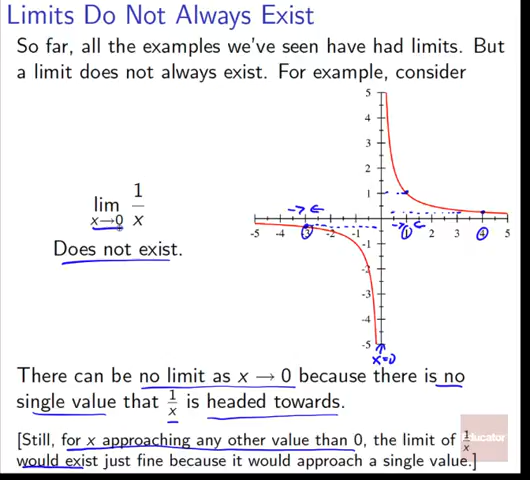 Limits Do Not Always Exist
So far, all the examples we've seen have had limits. But
a limit does not always exist. For example, consider
lim 1/x
x→0
Does not exist.
5
4
3
2
1
-5 -4 -3 -2 -1 1 2 3 4 5
-1
-2
-3
-4
-5
x=0
There can be no limit as x → 0 because there is no
single value that 1/x is headed towards.
[Still, for x approaching any other value than 0, the limit of 1/x
would exist just fine because it would approach a single value.]
Educator